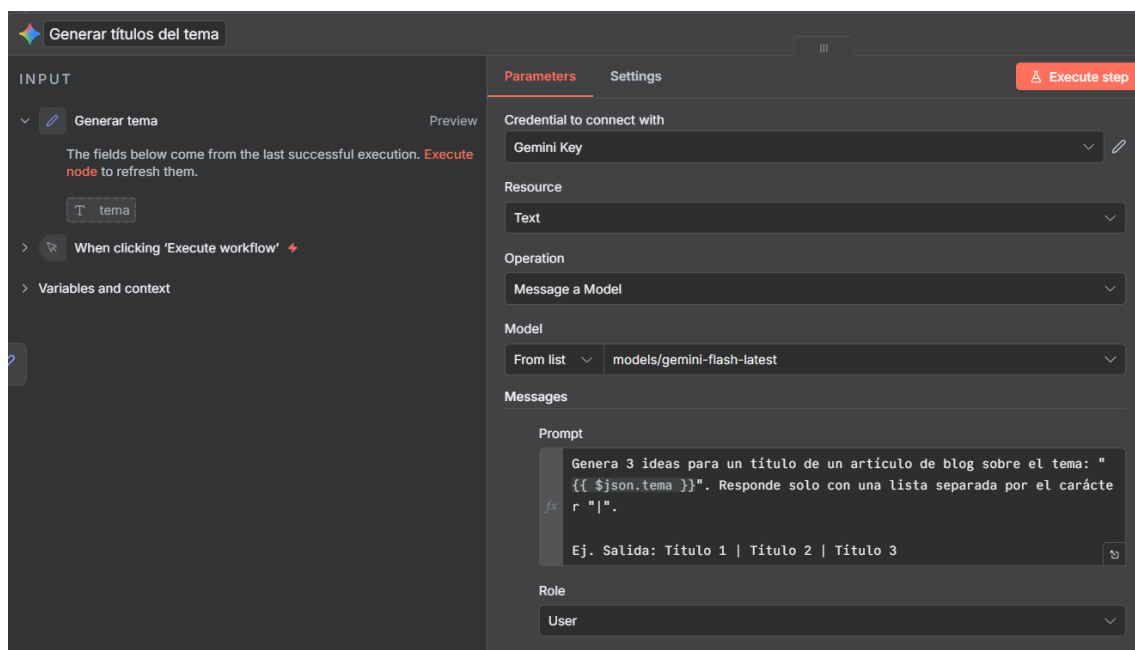 Generar títulos del tema
INPUT
Generar tema
Preview
The fields below come from the last successful execution. Execute
node to refresh them.
T tema
When clicking ‘Execute workflow’
Variables and context
Parameters
Settings
Execute step
Credential to connect with
Gemini Key
Resource
Text
Operation
Message a Model
Model
From list
models/gemini-flash-latest
Messages
Prompt
fx
Genera 3 ideas para un título de un artículo de blog sobre el tema: "
{{ $json.tema }}". Responde solo con una lista separada por el carácte
r "|".
Ej. Salida: Título 1 | Título 2 | Título 3
Role
User